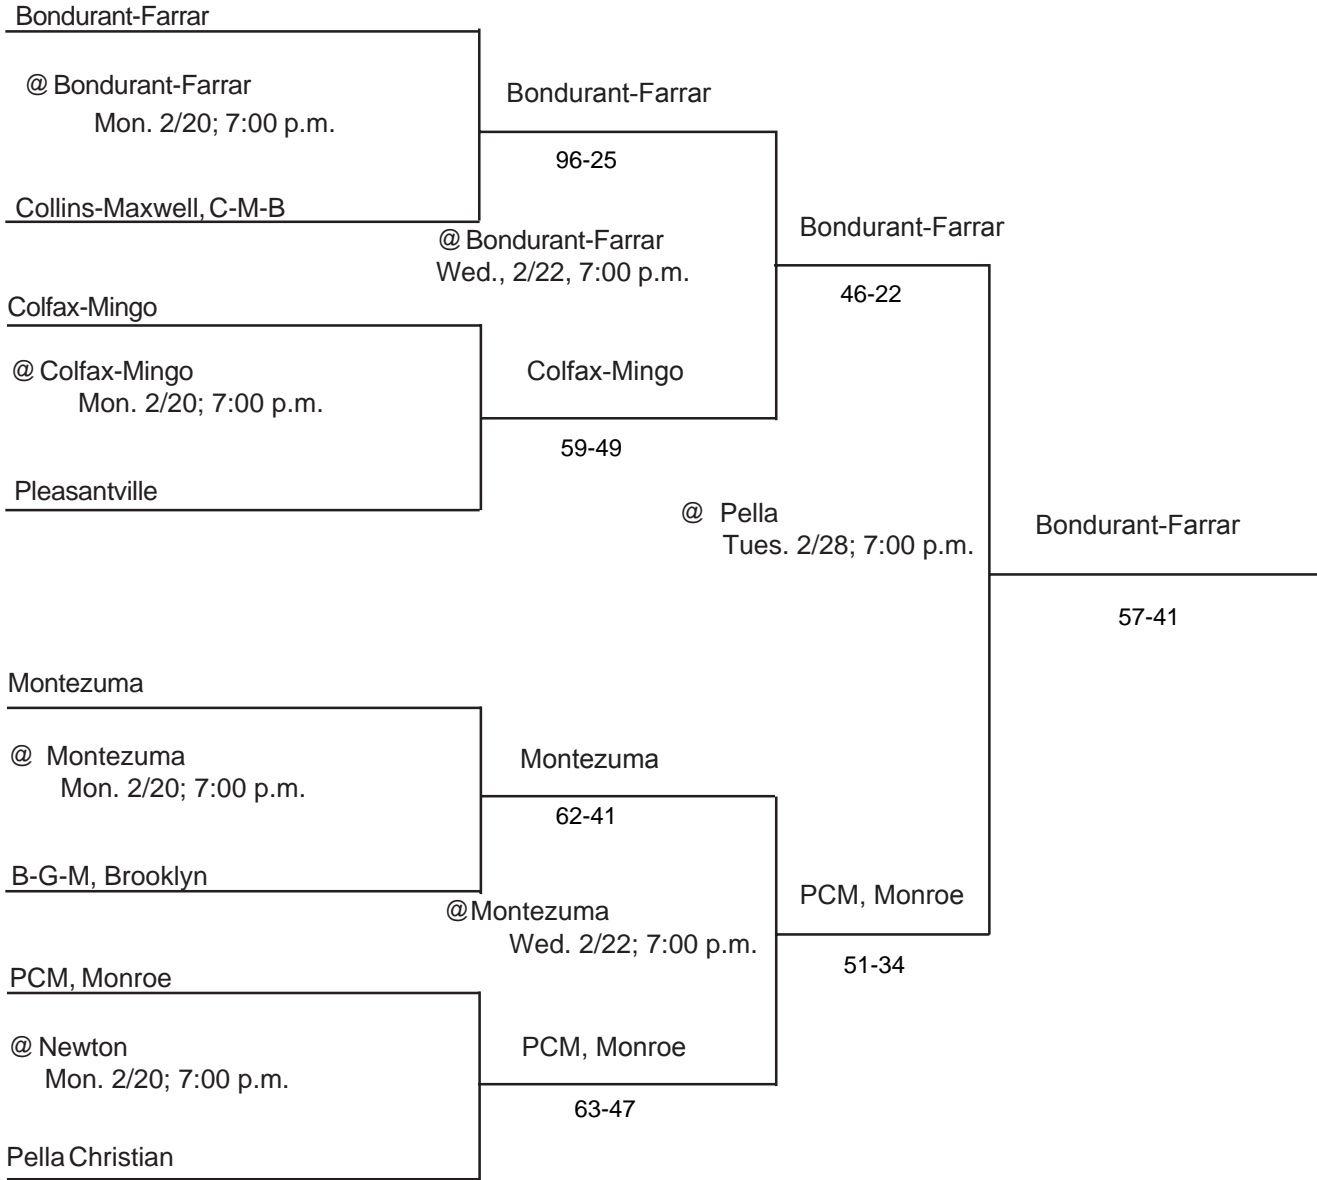 Bondurant-Farrar
@ Bondurant-Farrar
Mon. 2/20; 7:00 p.m.
Collins-Maxwell, C-M-B
Bondurant-Farrar
96-25
@ Bondurant-Farrar
Wed., 2/22, 7:00 p.m.
Colfax-Mingo
@ Colfax-Mingo
Mon. 2/20; 7:00 p.m.
Pleasantville
Colfax-Mingo
59-49
Bondurant-Farrar
46-22
@ Pella
Tues. 2/28; 7:00 p.m.
Bondurant-Farrar
57-41
Montezuma
@ Montezuma
Mon. 2/20; 7:00 p.m.
B-G-M, Brooklyn
Montezuma
62-41
@Montezuma
Wed. 2/22; 7:00 p.m.
PCM, Monroe
51-34
PCM, Monroe
@ Newton
Mon. 2/20; 7:00 p.m.
Pella Christian
PCM, Monroe
63-47